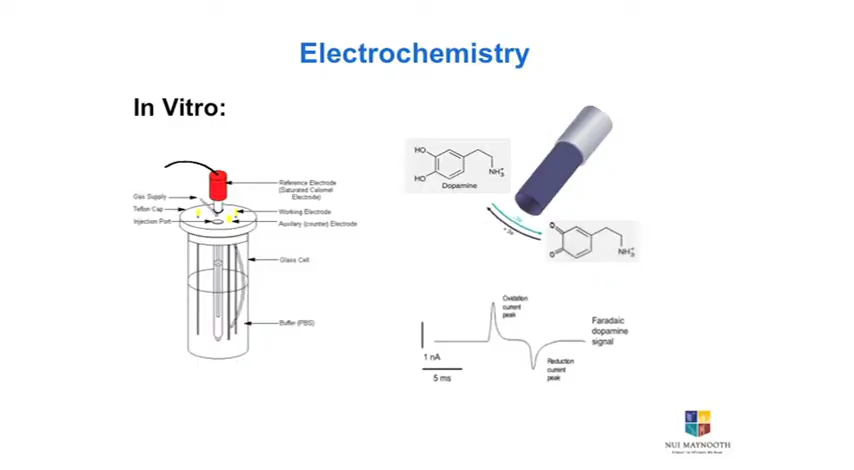 Electrochemistry
In Vitro:
Reference Electrode
(Saturated Calomel
Electrode)
Gas Supply
Teflon Cap
Injection Port
Working Electrode
Auxiliary (counter) Electrode
Glass Cell
Buffer (PBS)
HO
HO
NH3+
Dopamine
O
O
NH3+
Oxidation
current
peak
Faradaic
dopamine
signal
1 nA
5 ms
Reduction
current
peak
NUI MAYNOOTH